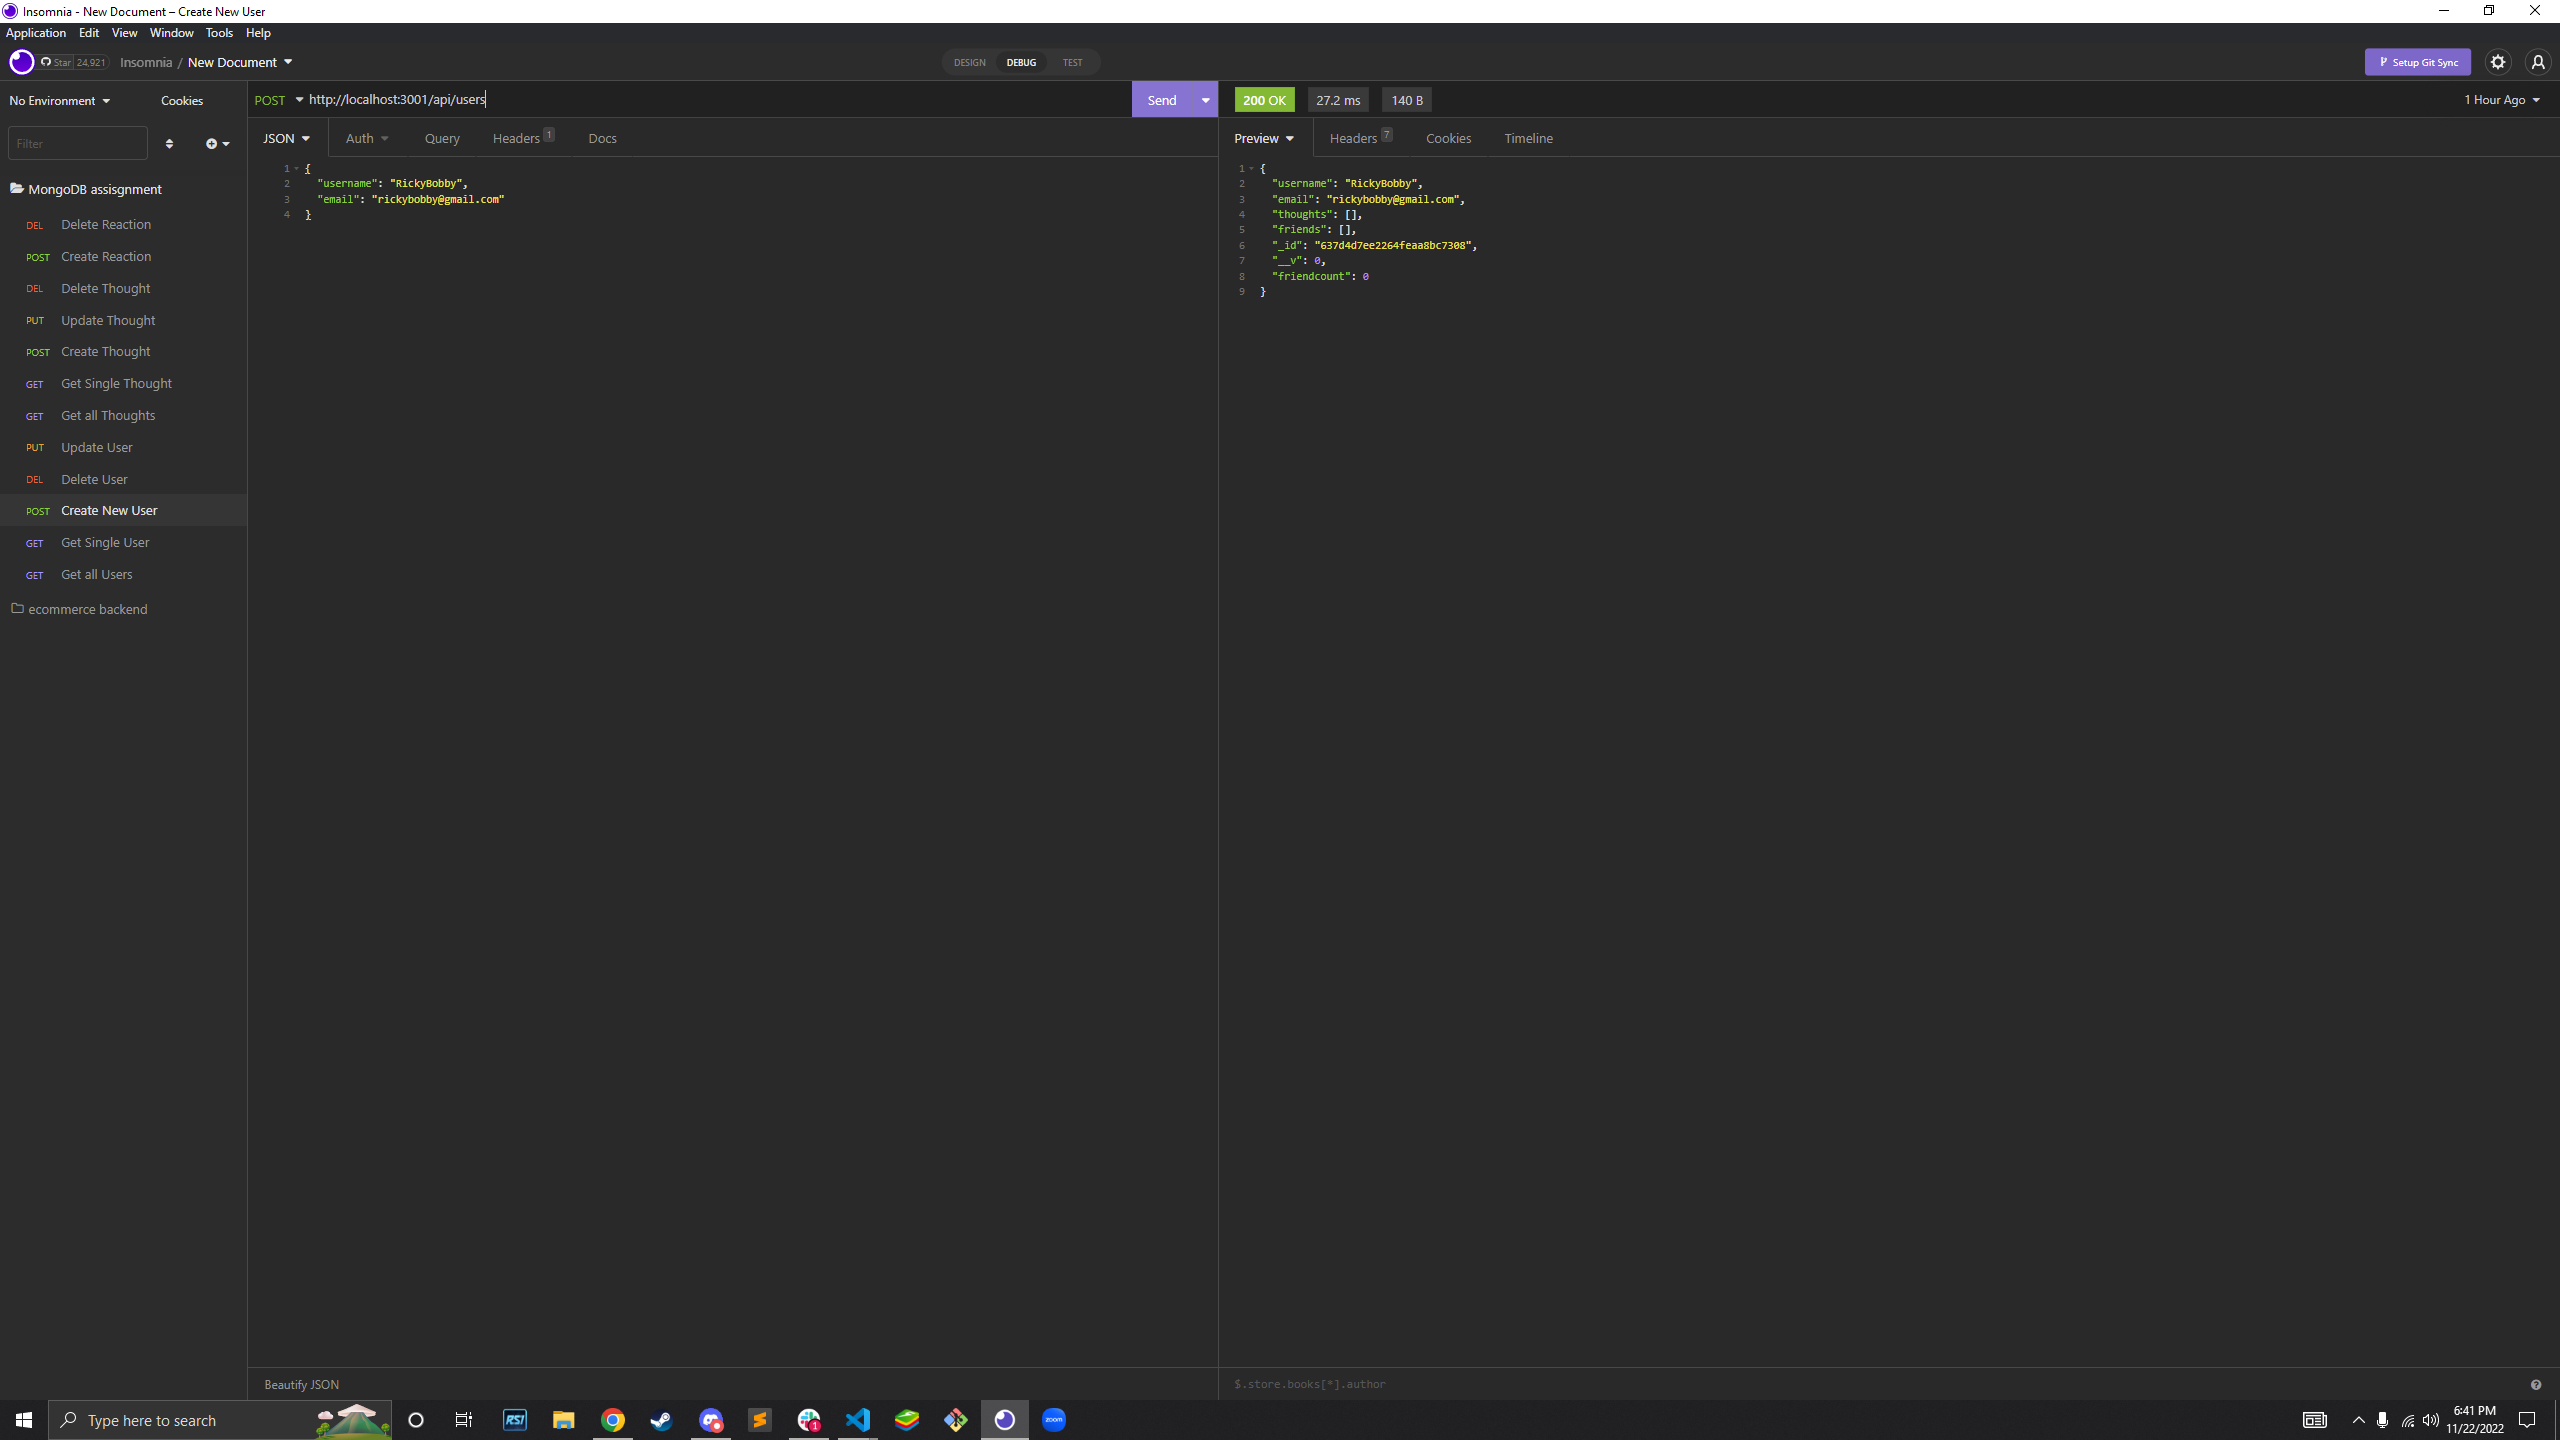 Insomnia - New Document – Create New User
Application Edit View Window Tools Help
Star 24,921 Insomnia / New Document DESIGN DEBUG TEST Setup Git Sync
No Environment Cookies
Filter
MongoDB assisgnment
DEL Delete Reaction
POST Create Reaction
DEL Delete Thought
PUT Update Thought
POST Create Thought
GET Get Single Thought
GET Get all Thoughts
PUT Update User
DEL Delete User
POST Create New User
GET Get Single User
GET Get all Users
ecommerce backend
POST http://localhost:3001/api/users Send
JSON Auth Query Headers 1 Docs
1 {
2 "username": "RickyBobby",
3 "email": "rickybobby@gmail.com"
4 }
Beautify JSON
200 OK 27.2 ms 140 B 1 Hour Ago
Preview Headers 7 Cookies Timeline
1 {
2 "username": "RickyBobby",
3 "email": "rickybobby@gmail.com",
4 "thoughts": [],
5 "friends": [],
6 "_id": "637d4d7ee2264feaa8bc7308",
7 "__v": 0,
8 "friendcount": 0
9 }
$.store.books[*].author
Type here to search
RSI
1
zoom
6:41 PM
11/22/2022